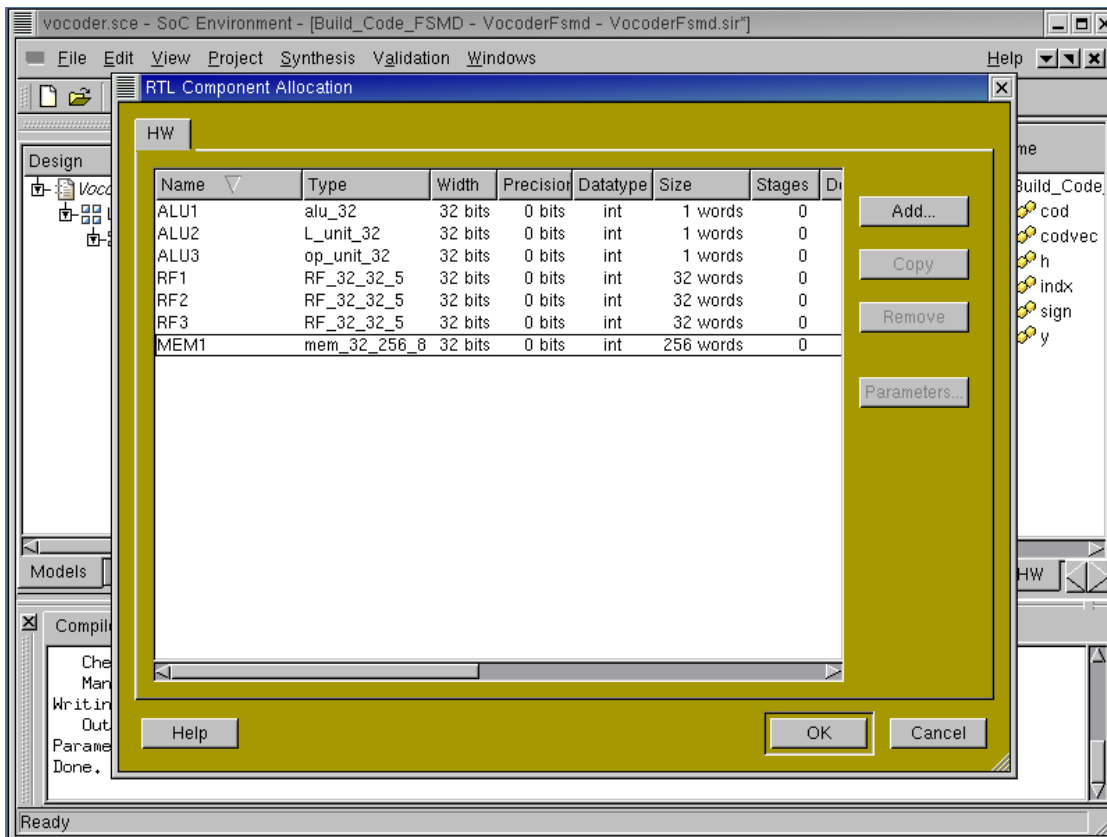 vocoder.sce - SoC Environment - [Build_Code_FSMD - VocoderFsmd - VocoderFsmd.sir*]
File Edit View Project Synthesis Validation Windows Help
RTL Component Allocation
HW
Design
Name Type Width Precision Datatype Size Stages
ALU1 alu_32 32 bits 0 bits int 1 words 0
ALU2 L_unit_32 32 bits 0 bits int 1 words 0
ALU3 op_unit_32 32 bits 0 bits int 1 words 0
RF1 RF_32_32_5 32 bits 0 bits int 32 words 0
RF2 RF_32_32_5 32 bits 0 bits int 32 words 0
RF3 RF_32_32_5 32 bits 0 bits int 32 words 0
MEM1 mem_32_256_8 32 bits 0 bits int 256 words 0
Add...
Copy
Remove
Parameters...
me
Build_Code_
cod
codvec
h
indx
sign
y
Models
HW
Compil
Che
Man
Writin
Out
Parame
Done.
Help OK Cancel
Ready